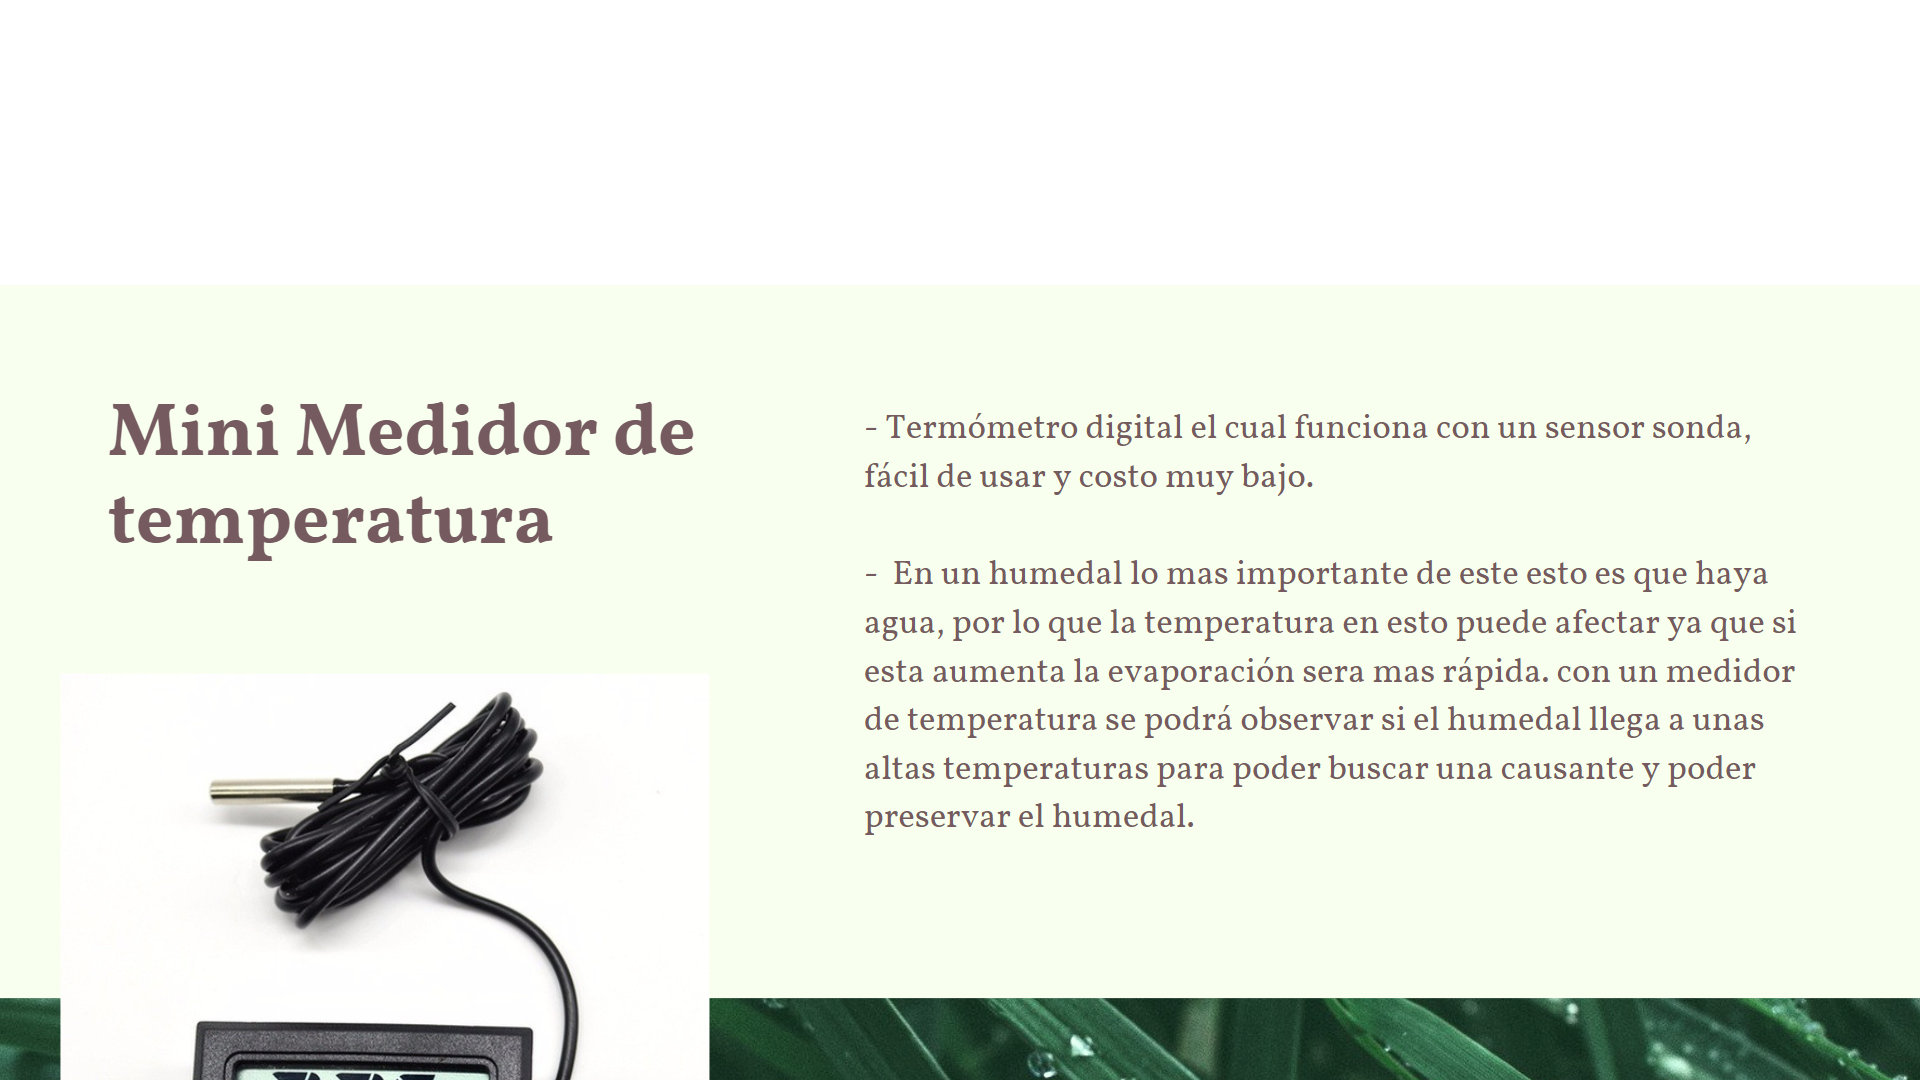 Mini Medidor de
temperatura
- Termómetro digital el cual funciona con un sensor sonda,
fácil de usar y costo muy bajo.
- En un humedal lo mas importante de este esto es que haya
agua, por lo que la temperatura en esto puede afectar ya que si
esta aumenta la evaporación sera mas rápida. con un medidor
de temperatura se podrá observar si el humedal llega a unas
altas temperaturas para poder buscar una causante y poder
preservar el humedal.